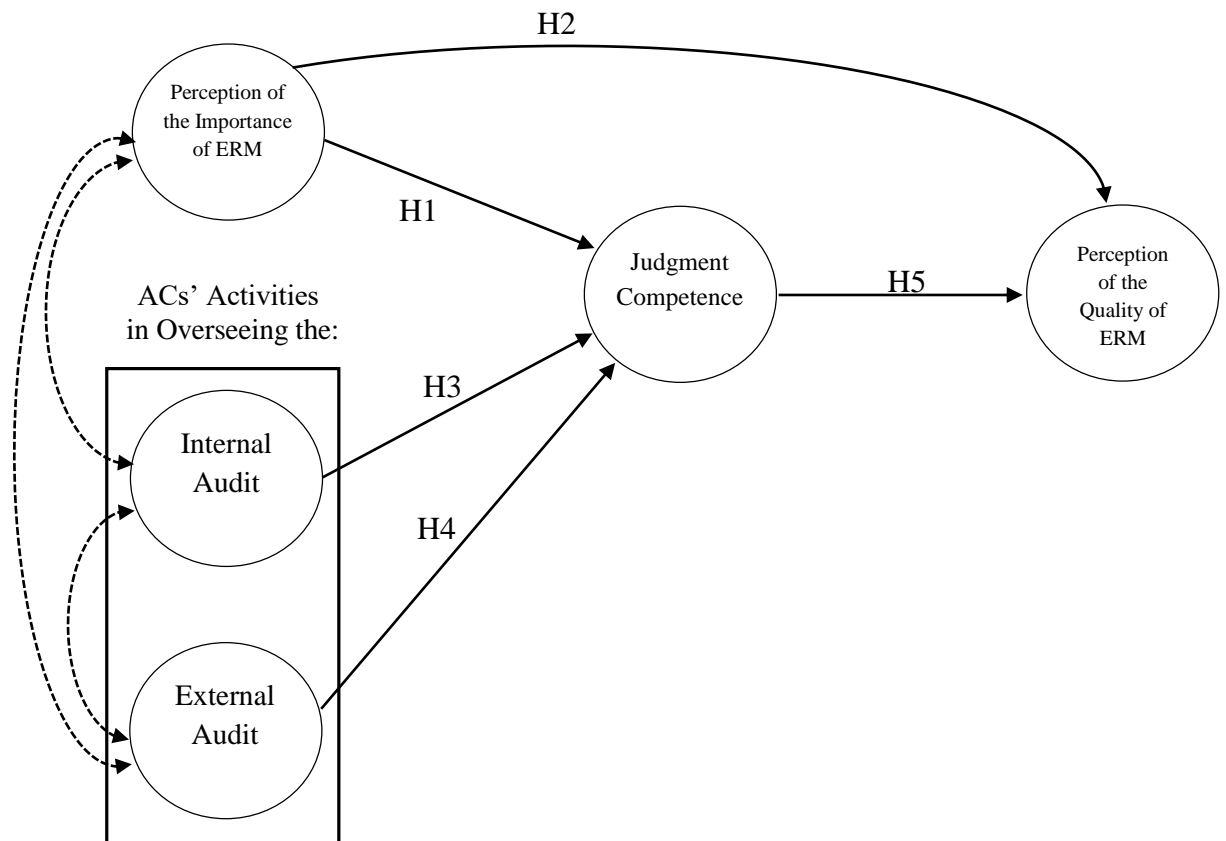 H2
Perception of
the Importance
of ERM
H1
Judgment
Competence
H5
Perception
of the
Quality of
ERM
ACs’ Activities
in Overseeing the:
H3
Internal
Audit
H4
External
Audit